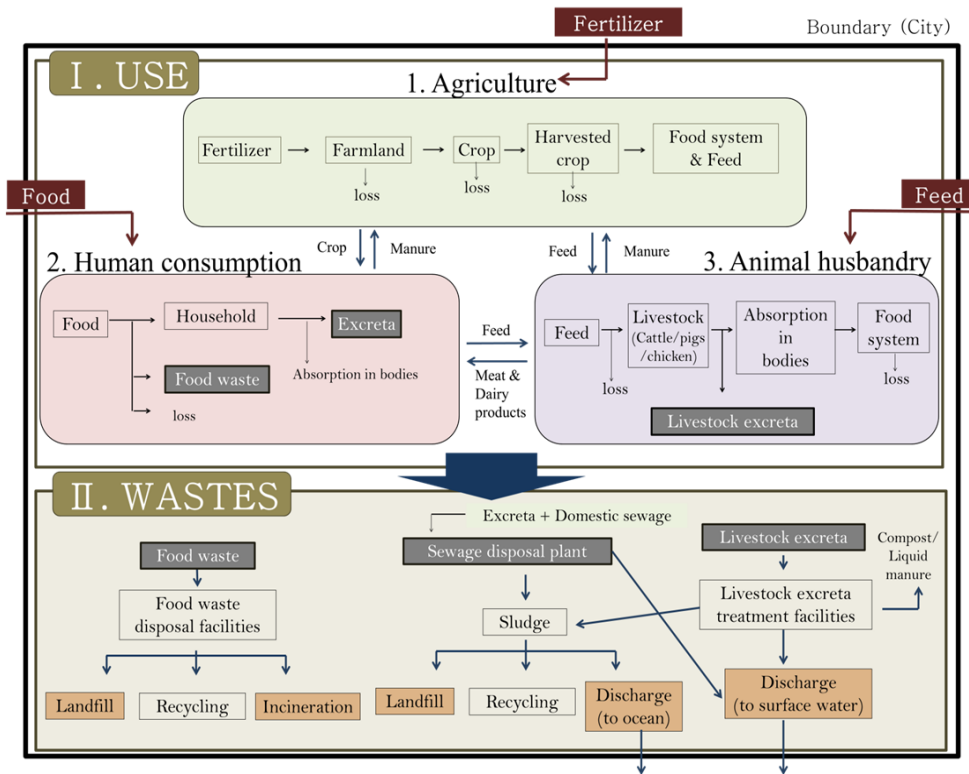 Fertilizer
Boundary (City)
Ⅰ. USE
1. Agriculture
Fertilizer
Farmland
Crop
Harvested
crop
Food system
& Feed
loss
loss
loss
Food
Feed
Crop
Manure
Feed
Manure
2. Human consumption
3. Animal husbandry
Food
Household
Excreta
Food waste
Absorption in bodies
loss
Feed
Meat &
Dairy
products
Feed
Livestock
(Cattle/pigs
/chicken)
Absorption
in
bodies
Food
system
loss
loss
Livestock excreta
Ⅱ. WASTES
Excreta + Domestic sewage
Food waste
Sewage disposal plant
Livestock excreta
Compost/
Liquid
manure
Food waste
disposal facilities
Sludge
Livestock excreta
treatment facilities
Landfill
Recycling
Incineration
Landfill
Recycling
Discharge
(to ocean)
Discharge
(to surface water)